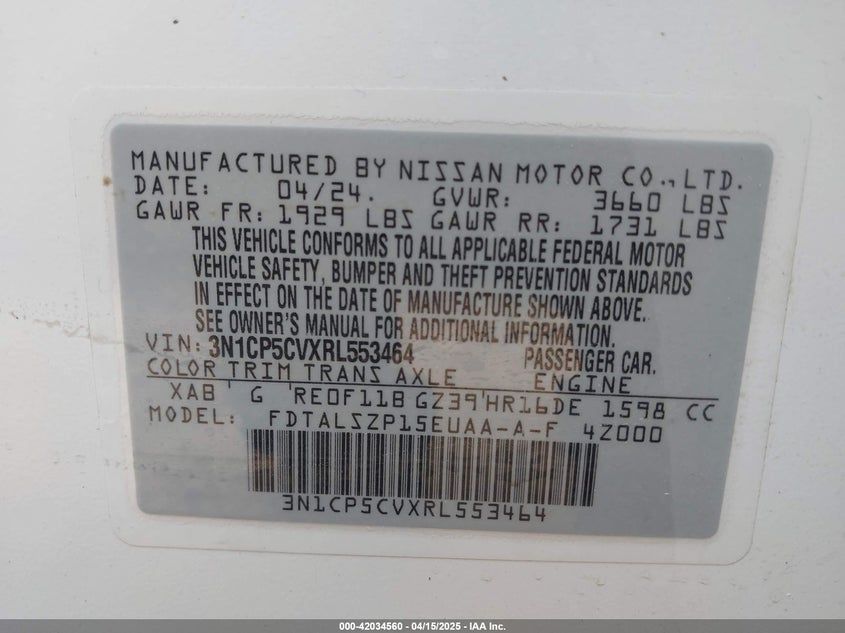 MANUFACTURED BY NISSAN MOTOR CO., LTD.
DATE: 04/24. GVWR: 3660 LBS
GAWR FR: 1929 LBS GAWR RR: 1731 LBS
THIS VEHICLE CONFORMS TO ALL APPLICABLE FEDERAL MOTOR
VEHICLE SAFETY, BUMPER AND THEFT PREVENTION STANDARDS
IN EFFECT ON THE DATE OF MANUFACTURE SHOWN ABOVE.
SEE OWNER'S MANUAL FOR ADDITIONAL INFORMATION.
VIN: 3N1CP5CVXRL553464 PASSENGER CAR.
COLOR TRIM TRANS AXLE ENGINE
XAB ' G 'RE0F11B GZ39'HR16DE 1598 CC
MODEL: FDTALSZP15EUAA-A-F 4Z000
3N1CP5CVXRL553464
000-42034560 - 04/15/2025 - IAA Inc.